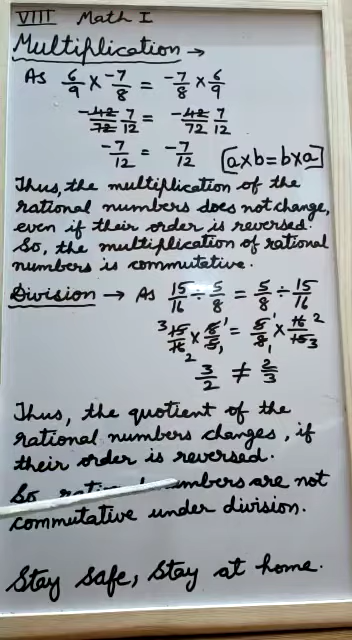 VIII Math I
Multiplication →
As 6/9 × -7/8 = -7/8 × 6/9
-42/72 7/12 = -42/72 7/12
-7/12 = -7/12 [a×b=b×a]
Thus, the multiplication of the
rational numbers does not change,
even if their order is reversed.
So, the multiplication of rational
numbers is commutative.
Division → As 15/16 ÷ 5/8 = 5/8 ÷ 15/16
3 15/16 2 × 8/5 1 1 = 5/8 1 1 × 16/15 2 3
3/2 ≠ 2/3
Thus, the quotient of the
rational numbers changes, if
their order is reversed.
So numbers are not
commutative under division.
Stay safe, Stay at home.